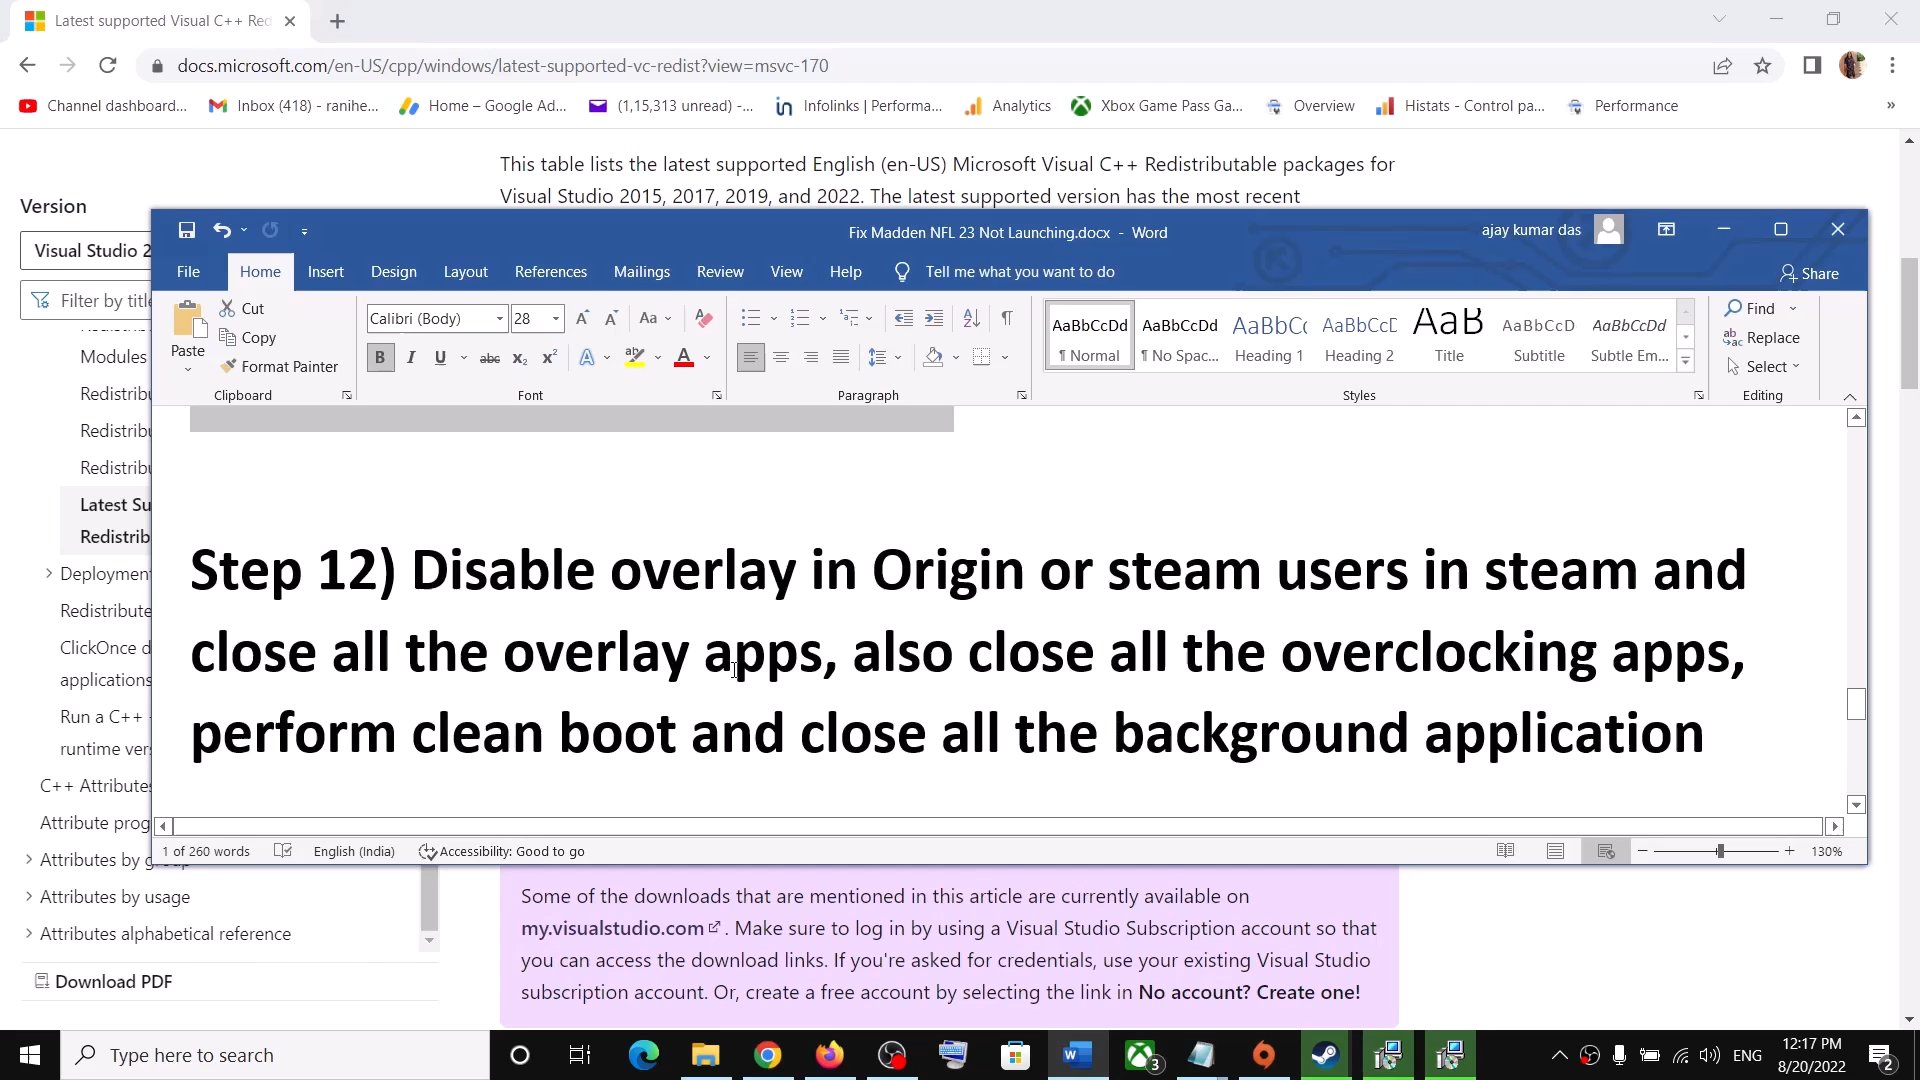 Latest supported Visual C++ Red
docs.microsoft.com/en-US/cpp/windows/latest-supported-vc-redist?view=msvc-170
Channel dashboard...
Inbox (418) - ranihe...
Home – Google Ad...
(1,15,313 unread) -...
Infolinks | Performa...
Analytics
Xbox Game Pass Ga...
Overview
Histats - Control pa...
Performance
»
This table lists the latest supported English (en-US) Microsoft Visual C++ Redistributable packages for
Visual Studio 2015, 2017, 2019, and 2022. The latest supported version has the most recent
Version
Visual Studio 2
Filter by title
Modules
Redistribu
Redistribu
Redistribu
Latest Su
Redistrib
Deploymen
Redistribute
ClickOnce d
applications
Run a C++
runtime vers
C++ Attributes
Attribute prog
Attributes by group
Attributes by usage
Attributes alphabetical reference
Download PDF
Fix Madden NFL 23 Not Launching.docx - Word
ajay kumar das
File
Home
Insert
Design
Layout
References
Mailings
Review
View
Help
Tell me what you want to do
Share
Paste
Cut
Copy
Format Painter
Clipboard
Calibri (Body)
28
Font
Paragraph
AaBbCcDd
¶ Normal
AaBbCcDd
¶ No Spac...
AaBbCc
Heading 1
AaBbCcD
Heading 2
AaB
Title
AaBbCcD
Subtitle
AaBbCcDd
Subtle Em...
Styles
Find
Replace
Select
Editing
Step 12) Disable overlay in Origin or steam users in steam and
close all the overlay apps, also close all the overclocking apps,
perform clean boot and close all the background application
1 of 260 words
English (India)
Accessibility: Good to go
130%
Some of the downloads that are mentioned in this article are currently available on
my.visualstudio.com. Make sure to log in by using a Visual Studio Subscription account so that
you can access the download links. If you're asked for credentials, use your existing Visual Studio
subscription account. Or, create a free account by selecting the link in No account? Create one!
Type here to search
3
ENG
12:17 PM
8/20/2022
2